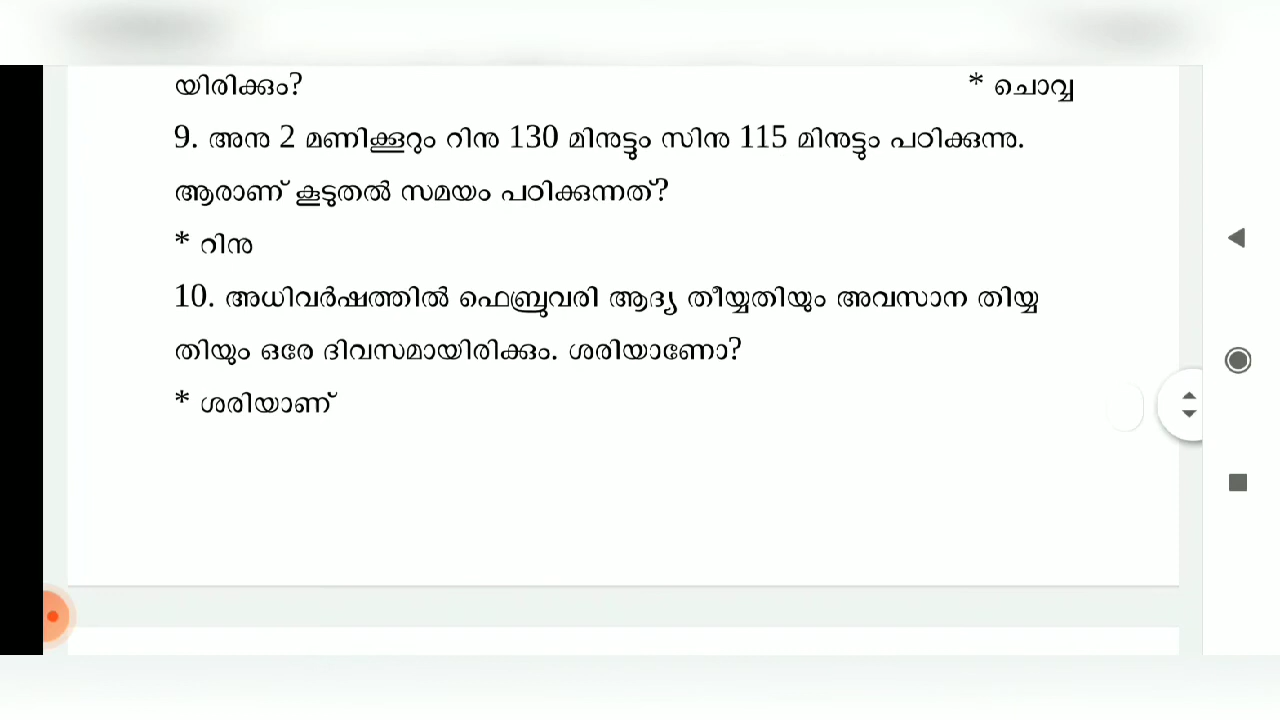 യിരിക്കും? * ചൊവ്വ
9. അനു 2 മണിക്കൂറും റിനു 130 മിനുട്ടും സിനു 115 മിനുട്ടും പഠിക്കുന്നു.
ആരാണ് കൂടുതൽ സമയം പഠിക്കുന്നത്?
* റിനു
10. അധിവർഷത്തിൽ ഫെബ്രുവരി ആദ്യ തീയ്യതിയും അവസാന തിയ്യ
തിയും ഒരേ ദിവസമായിരിക്കും. ശരിയാണോ?
* ശരിയാണ്